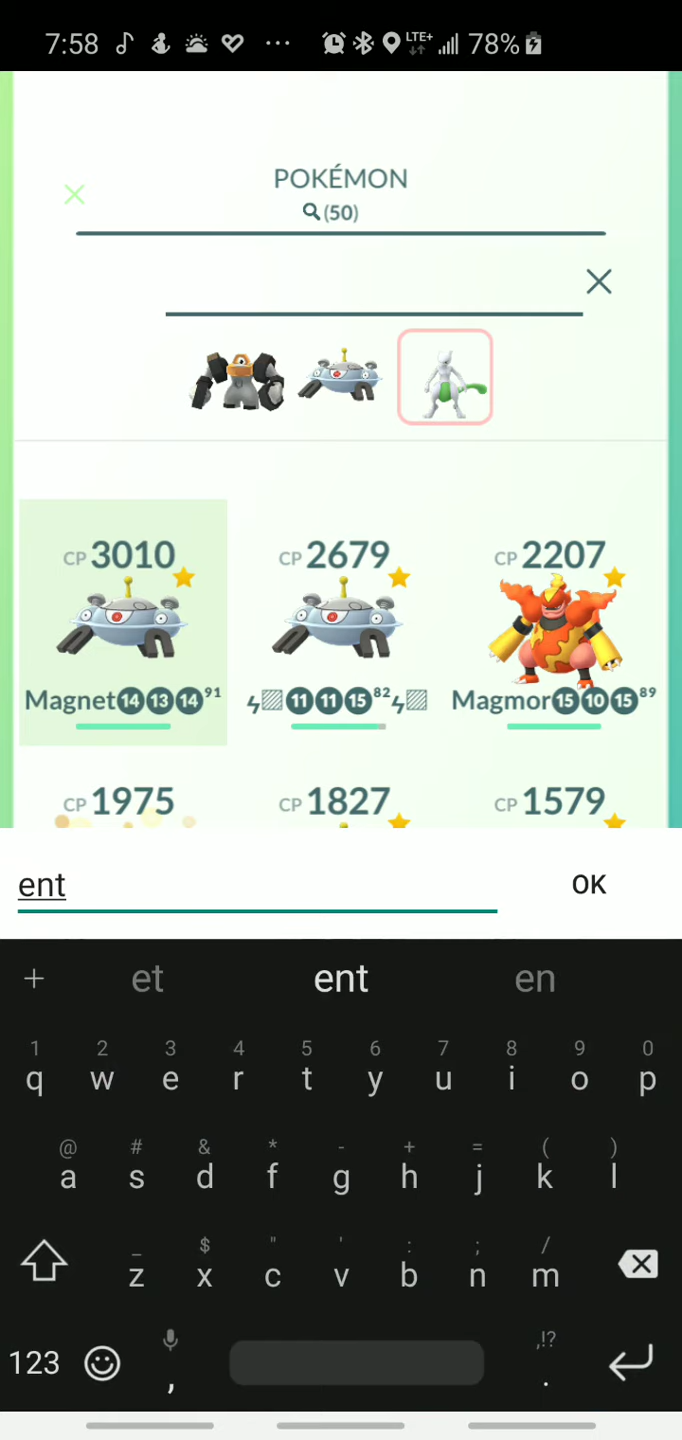 7:58 ... LTE+ 78%
POKÉMON
(50)
CP 3010 CP 2679 CP 2207
Magnet 14 13 14 91 11 11 15 82 Magmor 15 10 15 89
CP 1975 CP 1827 CP 1579
ent OK
+ et ent en
1 2 3 4 5 6 7 8 9 0
q w e r t y u i o p
@ # & * - + = ( )
a s d f g h j k l
_ $ " ' : ; /
z x c v b n m
,!?
123 , .